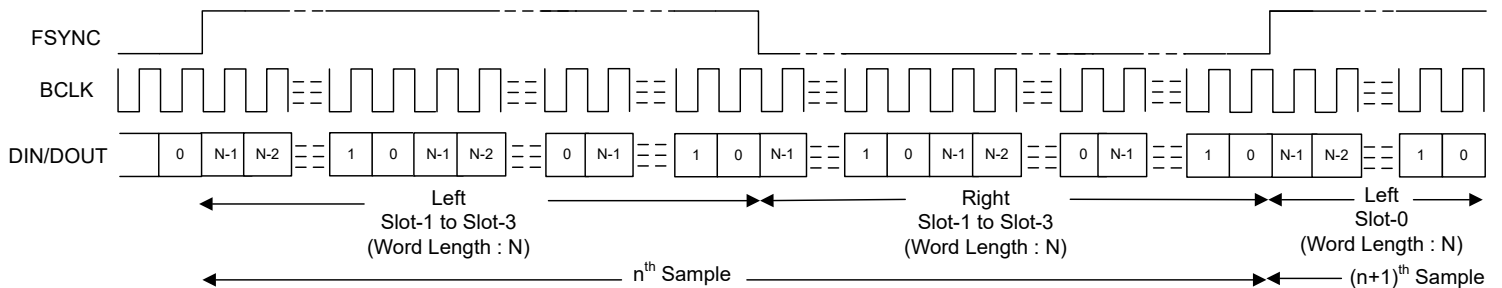 FSYNC
BCLK
DIN/DOUT
0 N-1 N-2 1 0 N-1 N-2 0 N-1 1 0 N-1 1 0 N-1 N-2 0 N-1 1 0 N-1 N-2 1 0
Left
Slot-1 to Slot-3
(Word Length : N)
Right
Slot-1 to Slot-3
(Word Length : N)
Left
Slot-0
(Word Length : N)
nth Sample
(n+1)th Sample